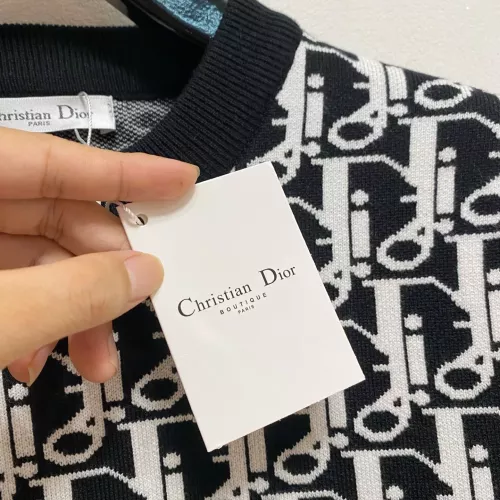 Christian Dior
PARIS
Christian Dior
BOUTIQUE
PARIS